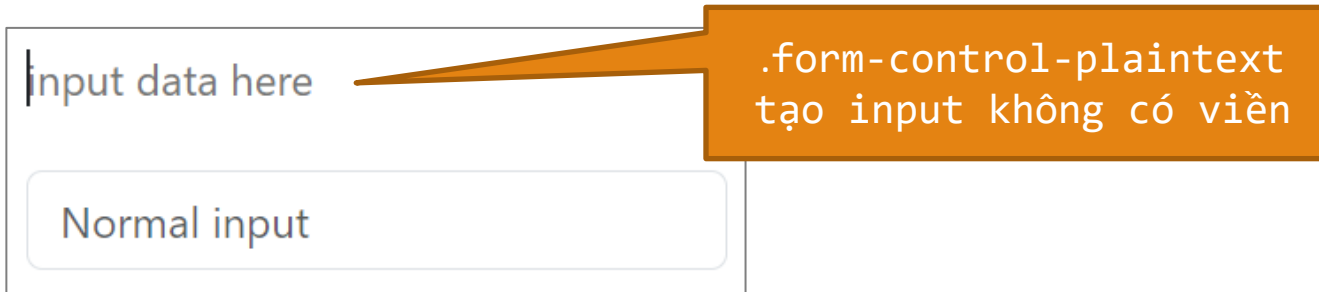 input data here
.form-control-plaintext
tạo input không có viền
Normal input